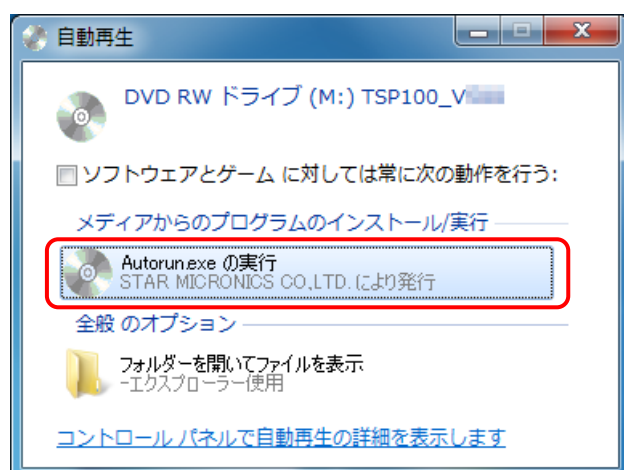 自動再生
DVD RW ドライブ (M:) TSP100_V
ソフトウェアとゲーム に対しては常に次の動作を行う:
メディアからのプログラムのインストール/実行
Autorun.exe の実行
STAR MICRONICS CO,LTD. により発行
全般 のオプション
フォルダーを開いてファイルを表示
-エクスプローラー使用
コントロール パネルで自動再生の詳細を表示します